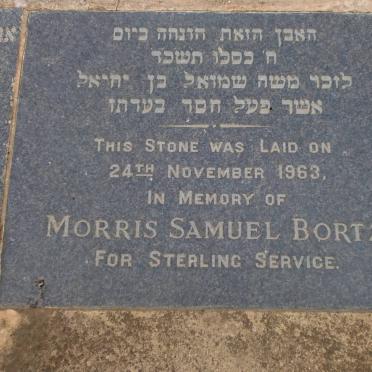 האבן הזאת הונחה ביום
ח כסלו תשכד
לזכר משה שמואל בן יחיאל
אשר פעל חסד בעדתו
THIS STONE WAS LAID ON
24TH NOVEMBER 1963,
IN MEMORY OF
MORRIS SAMUEL BORTZ
FOR STERLING SERVICE.